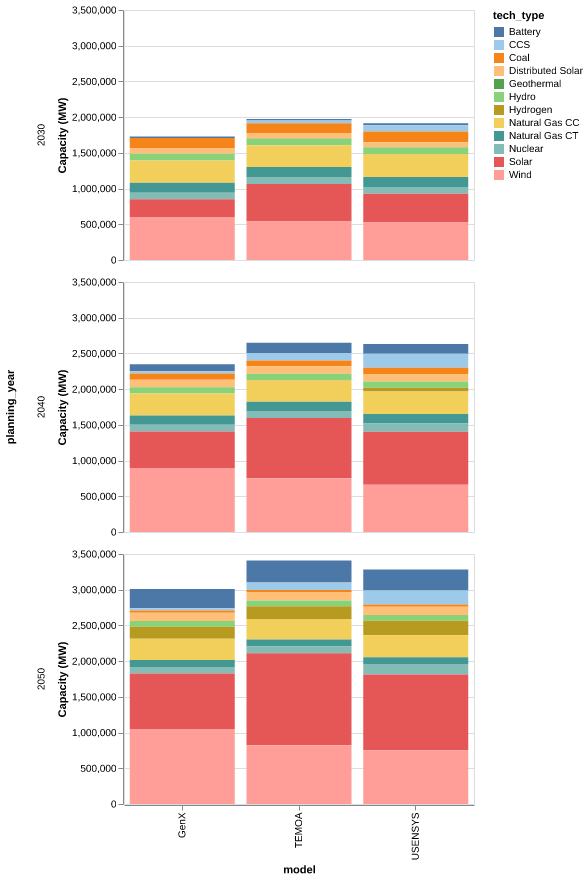 tech_type
Battery
CCS
Coal
Distributed Solar
Geothermal
Hydro
Hydrogen
Natural Gas CC
Natural Gas CT
Nuclear
Solar
Wind
planning_year
2030
Capacity (MW)
3,500,000
3,000,000
2,500,000
2,000,000
1,500,000
1,000,000
500,000
0
2040
Capacity (MW)
3,500,000
3,000,000
2,500,000
2,000,000
1,500,000
1,000,000
500,000
0
2050
Capacity (MW)
3,500,000
3,000,000
2,500,000
2,000,000
1,500,000
1,000,000
500,000
0
GenX
TEMOA
USENSYS
model